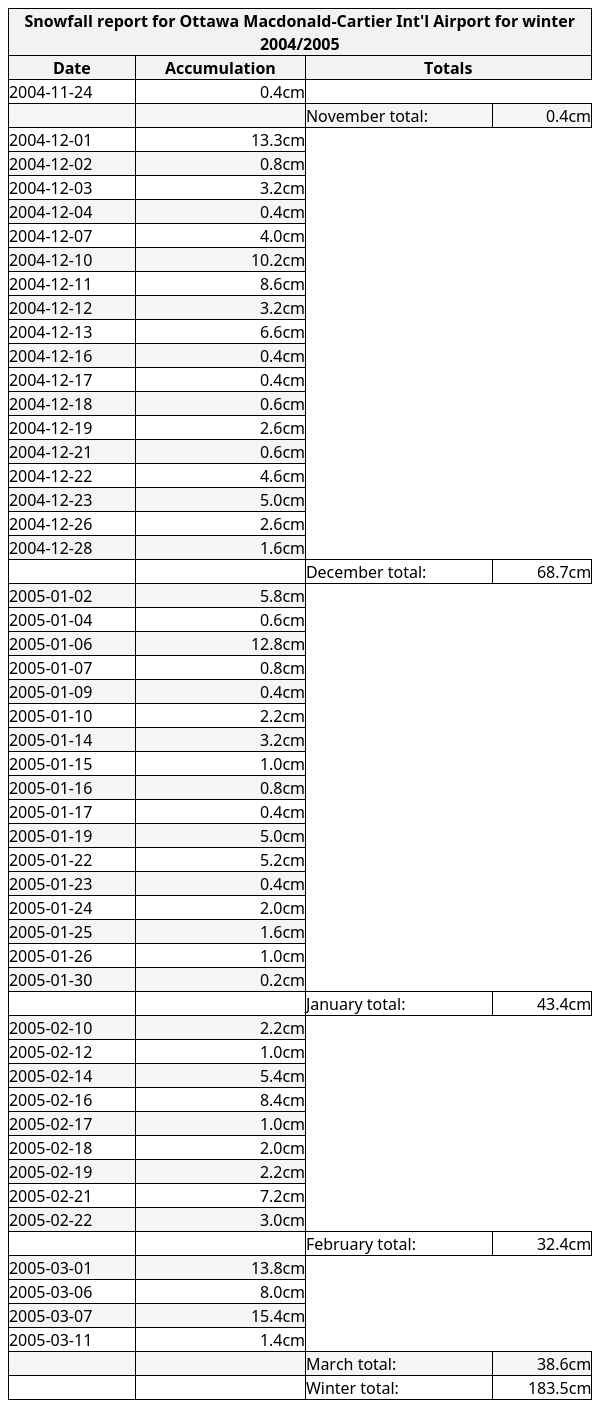 Snowfall report for Ottawa Macdonald-Cartier Int'l Airport for winter
2004/2005
Date Accumulation Totals
2004-11-24 0.4cm
November total: 0.4cm
2004-12-01 13.3cm
2004-12-02 0.8cm
2004-12-03 3.2cm
2004-12-04 0.4cm
2004-12-07 4.0cm
2004-12-10 10.2cm
2004-12-11 8.6cm
2004-12-12 3.2cm
2004-12-13 6.6cm
2004-12-16 0.4cm
2004-12-17 0.4cm
2004-12-18 0.6cm
2004-12-19 2.6cm
2004-12-21 0.6cm
2004-12-22 4.6cm
2004-12-23 5.0cm
2004-12-26 2.6cm
2004-12-28 1.6cm
December total: 68.7cm
2005-01-02 5.8cm
2005-01-04 0.6cm
2005-01-06 12.8cm
2005-01-07 0.8cm
2005-01-09 0.4cm
2005-01-10 2.2cm
2005-01-14 3.2cm
2005-01-15 1.0cm
2005-01-16 0.8cm
2005-01-17 0.4cm
2005-01-19 5.0cm
2005-01-22 5.2cm
2005-01-23 0.4cm
2005-01-24 2.0cm
2005-01-25 1.6cm
2005-01-26 1.0cm
2005-01-30 0.2cm
January total: 43.4cm
2005-02-10 2.2cm
2005-02-12 1.0cm
2005-02-14 5.4cm
2005-02-16 8.4cm
2005-02-17 1.0cm
2005-02-18 2.0cm
2005-02-19 2.2cm
2005-02-21 7.2cm
2005-02-22 3.0cm
February total: 32.4cm
2005-03-01 13.8cm
2005-03-06 8.0cm
2005-03-07 15.4cm
2005-03-11 1.4cm
March total: 38.6cm
Winter total: 183.5cm